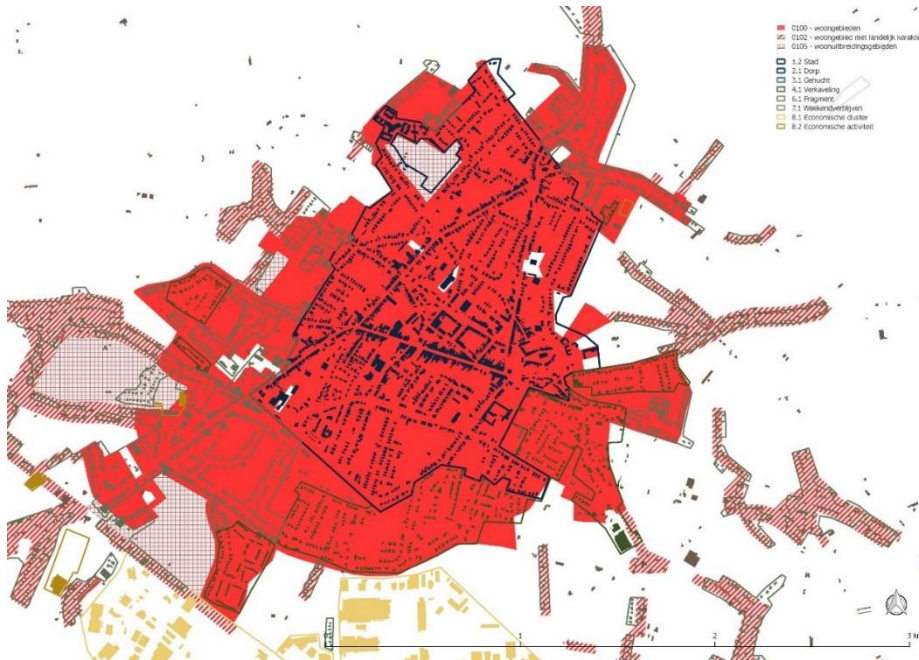 0100 - woongebieden
0102 - woongebied met landelijk karakte
0105 - woonuitbreidingsgebieden
1.2 Stad
2.1 Dorp
3.1 Gehucht
4.1 Verkaveling
6.1 Fragment
7.1 Weekendverblijven
8.1 Economische cluster
8.2 Economische activiteit
1
2
3 km